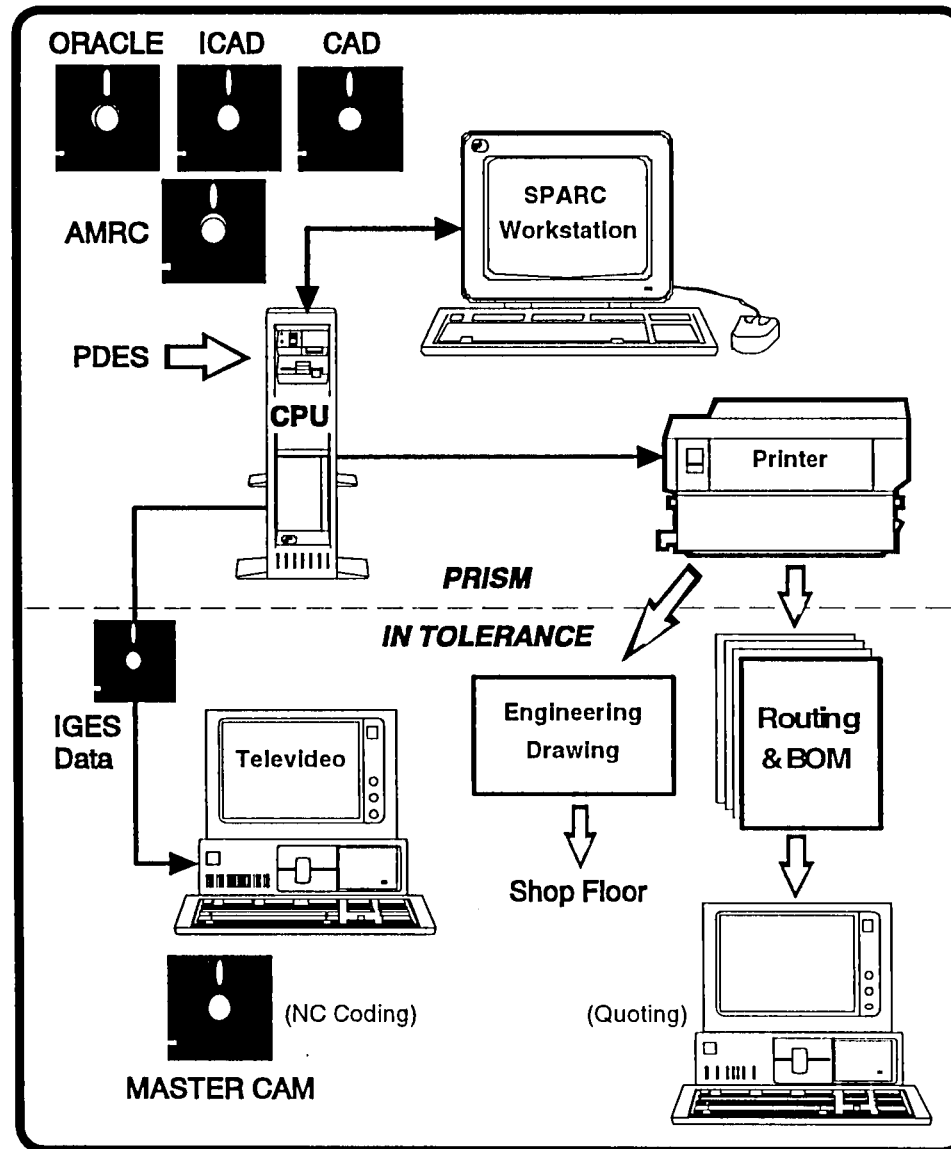 ORACLE ICAD CAD
AMRC
SPARC
Workstation
PDES
CPU
Printer
PRISM
IN TOLERANCE
IGES
Data
Televideo
Engineering
Drawing
Routing
& BOM
Shop Floor
(NC Coding)
(Quoting)
MASTER CAM